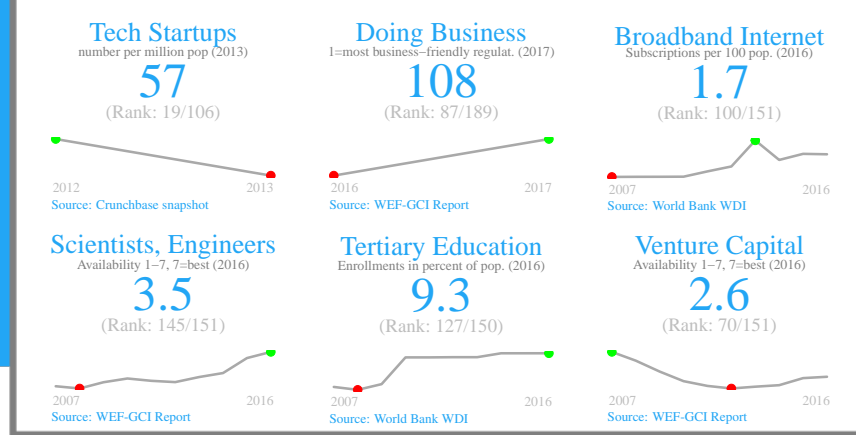 Tech Startups
number per million pop (2013)
57
(Rank: 19/106)
2012 2013
Source: Crunchbase snapshot
Doing Business
1=most business−friendly regulat. (2017)
108
(Rank: 87/189)
2016 2017
Source: WEF-GCI Report
Broadband Internet
Subscriptions per 100 pop. (2016)
1.7
(Rank: 100/151)
2007 2016
Source: World Bank WDI
Scientists, Engineers
Availability 1−7, 7=best (2016)
3.5
(Rank: 145/151)
2007 2016
Source: WEF-GCI Report
Tertiary Education
Enrollments in percent of pop. (2016)
9.3
(Rank: 127/150)
2007 2016
Source: World Bank WDI
Venture Capital
Availability 1−7, 7=best (2016)
2.6
(Rank: 70/151)
2007 2016
Source: WEF-GCI Report